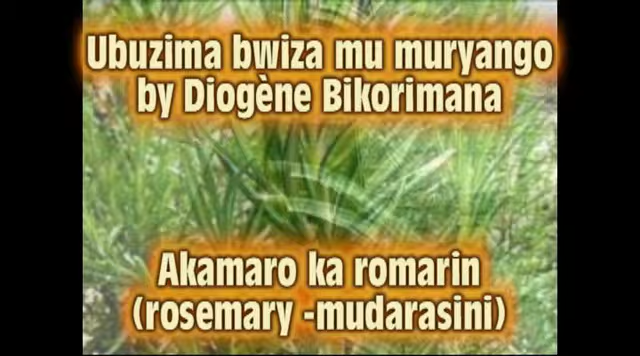 Ubuzima bwiza mu muryango
by Diogène Bikorimana
Akamaro ka romarin
(rosemary -mudarasini)